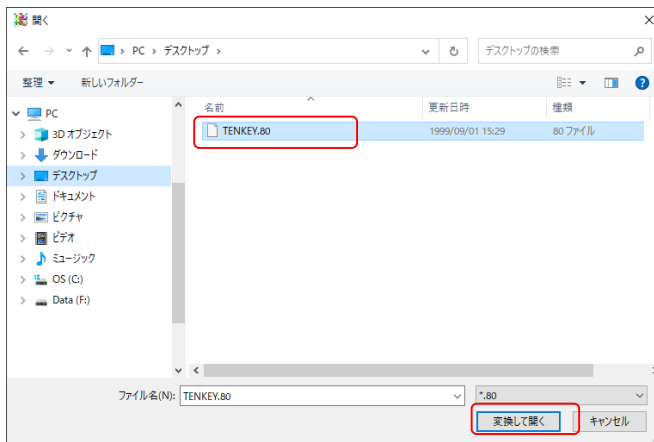 開く
PC › デスクトップ ›
デスクトップの検索
整理 新しいフォルダー
名前 更新日時 種類
TENKEY.80 1999/09/01 15:29 80 ファイル
PC
3D オブジェクト
ダウンロード
デスクトップ
ドキュメント
ピクチャ
ビデオ
ミュージック
OS (C:)
Data (F:)
ファイル名(N): TENKEY.80 *.80
変換して開く キャンセル